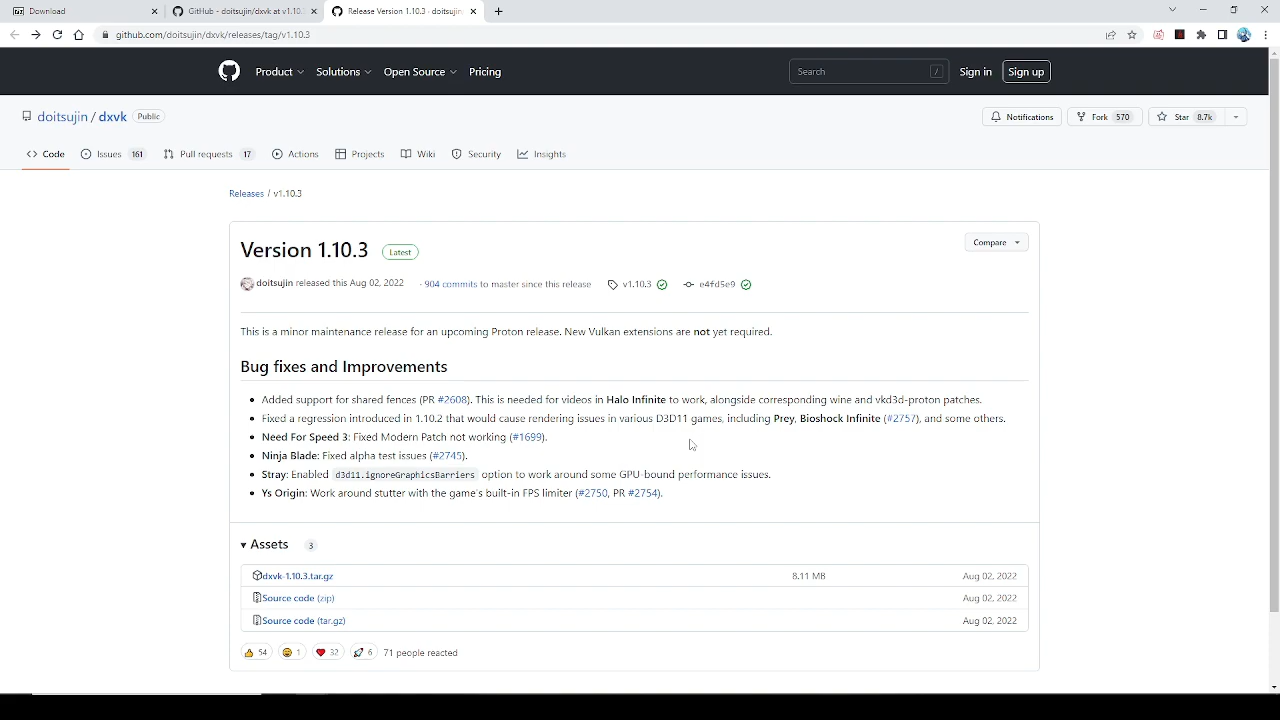 Download
GitHub - doitsujin/dxvk at v1.10.
Release Version 1.10.3 · doitsujin
github.com/doitsujin/dxvk/releases/tag/v1.10.3
Product Solutions Open Source Pricing
Search /
Sign in
Sign up
doitsujin / dxvk Public
Notifications
Fork 570
Star 8.7k
Code
Issues 161
Pull requests 17
Actions
Projects
Wiki
Security
Insights
Releases / v1.10.3
Version 1.10.3 Latest
Compare
doitsujin released this Aug 02, 2022 · 904 commits to master since this release v1.10.3 e4fd5e9
This is a minor maintenance release for an upcoming Proton release. New Vulkan extensions are not yet required.
Bug fixes and Improvements
• Added support for shared fences (PR #2608). This is needed for videos in Halo Infinite to work, alongside corresponding wine and vkd3d-proton patches.
• Fixed a regression introduced in 1.10.2 that would cause rendering issues in various D3D11 games, including Prey, Bioshock Infinite (#2757), and some others.
• Need For Speed 3: Fixed Modern Patch not working (#1699).
• Ninja Blade: Fixed alpha test issues (#2745).
• Stray: Enabled d3d11.ignoreGraphicsBarriers option to work around some GPU-bound performance issues.
• Ys Origin: Work around stutter with the game's built-in FPS limiter (#2750, PR #2754).
Assets 3
dxvk-1.10.3.tar.gz 8.11 MB Aug 02, 2022
Source code (zip) Aug 02, 2022
Source code (tar.gz) Aug 02, 2022
54 1 32 6 71 people reacted